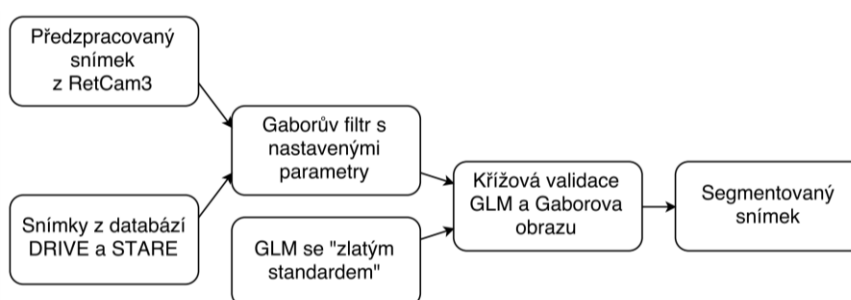 Předzpracovaný
snímek
z RetCam3
Gaborův filtr s
nastavenými
parametry
Snímky z databází
DRIVE a STARE
GLM se "zlatým
standardem"
Křížová validace
GLM a Gaborova
obrazu
Segmentovaný
snímek